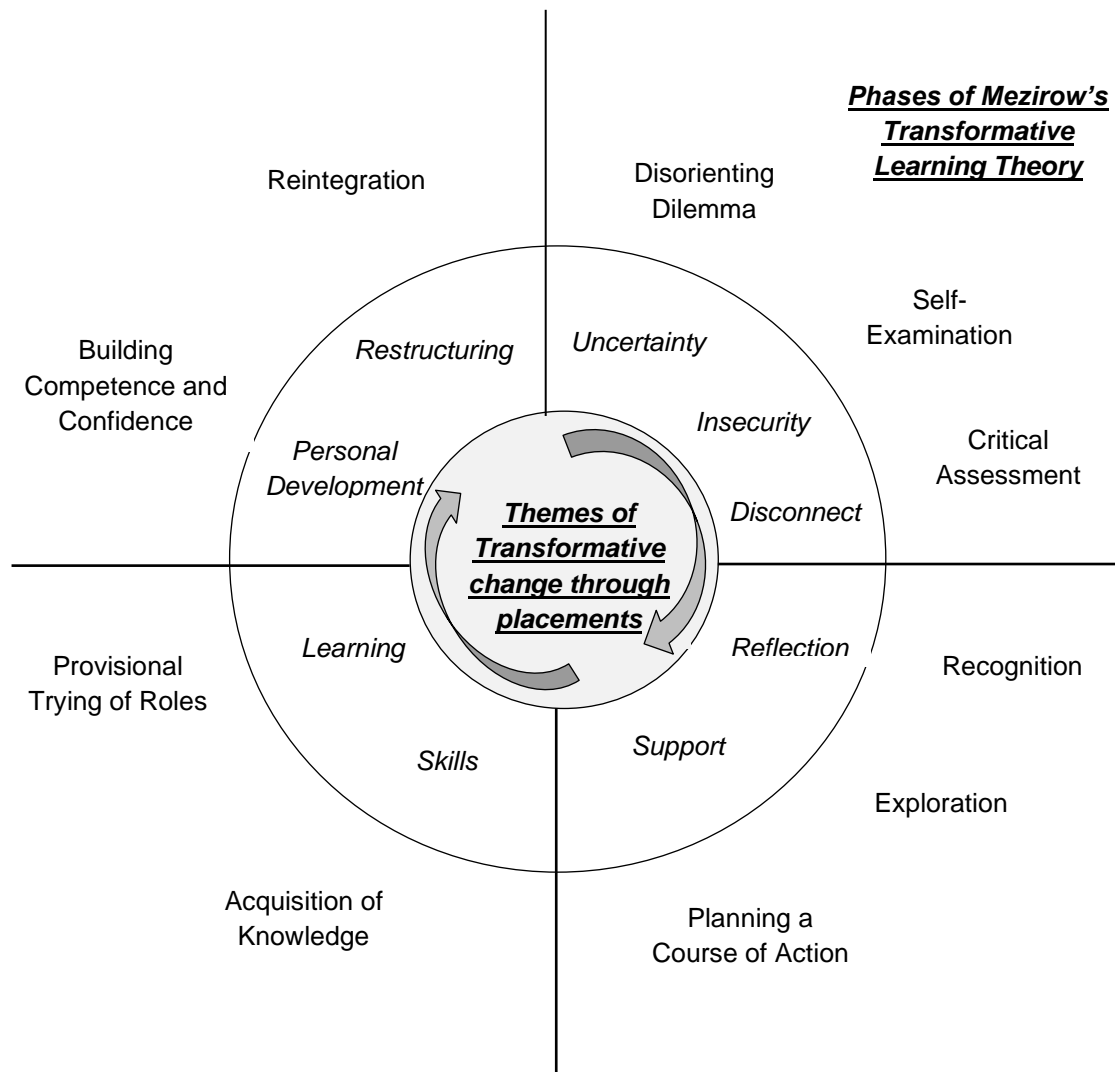 Phases of Mezirow's
Transformative
Learning Theory
Disorienting
Dilemma
Self-
Examination
Critical
Assessment
Recognition
Exploration
Planning a
Course of Action
Acquisition of
Knowledge
Provisional
Trying of Roles
Building
Competence and
Confidence
Reintegration
Uncertainty
Insecurity
Disconnect
Reflection
Support
Skills
Learning
Personal
Development
Restructuring
Themes of
Transformative
change through
placements